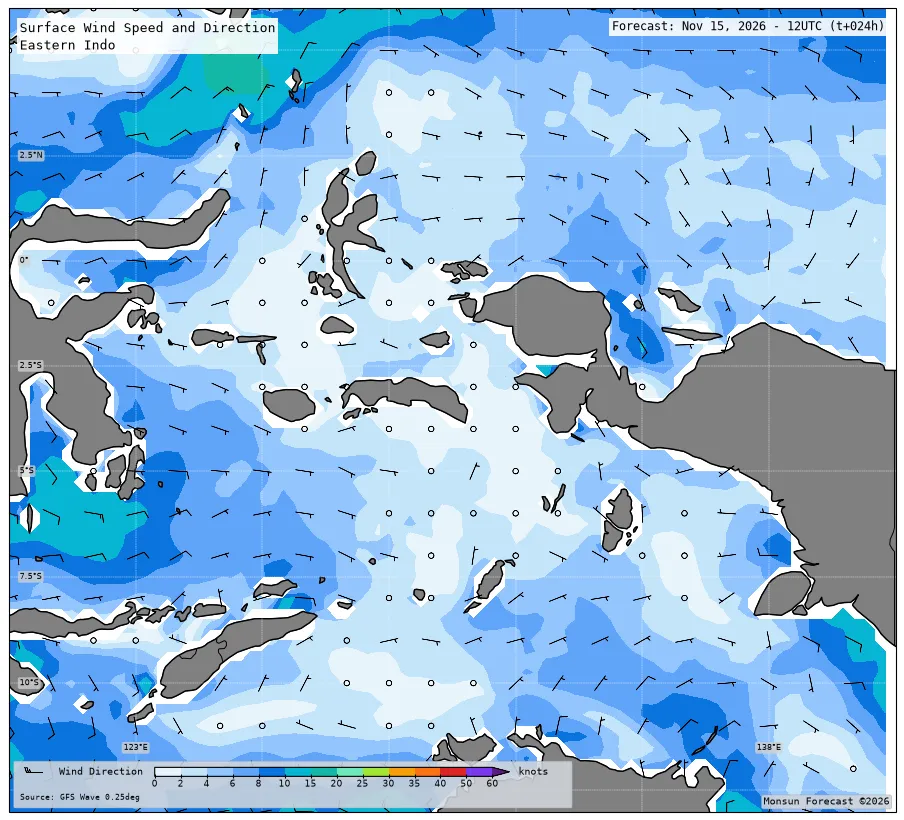 Surface Wind Speed and Direction
Eastern Indo
Forecast: Nov 15, 2026 - 12UTC (t+024h)
2.5°N
0°
2.5°S
5°S
7.5°S
10°S
123°E
138°E
Wind Direction
0 2 4 6 8 10 15 20 25 30 35 40 50 60
knots
Source: GFS Wave 0.25deg
Monsun Forecast ©2026